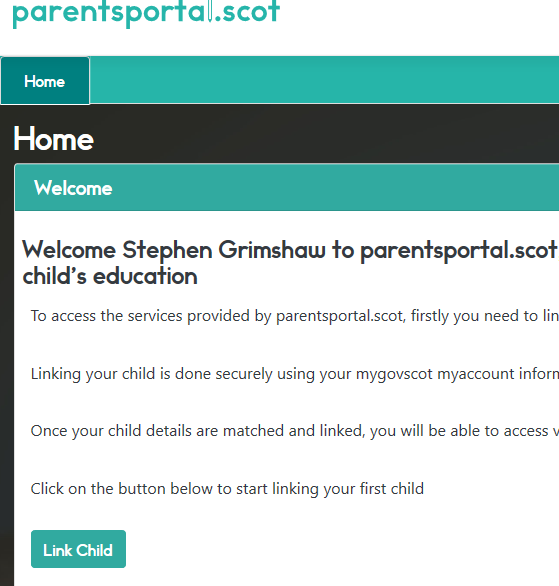 parentsportal.scot
Home
Home
Welcome
Welcome Stephen Grimshaw to parentsportal.scot
child's education
To access the services provided by parentsportal.scot, firstly you need to
Linking your child is done securely using your mygovscot myaccount
Once your child details are matched and linked, you will be able to access
Click on the button below to start linking your first child
Link Child